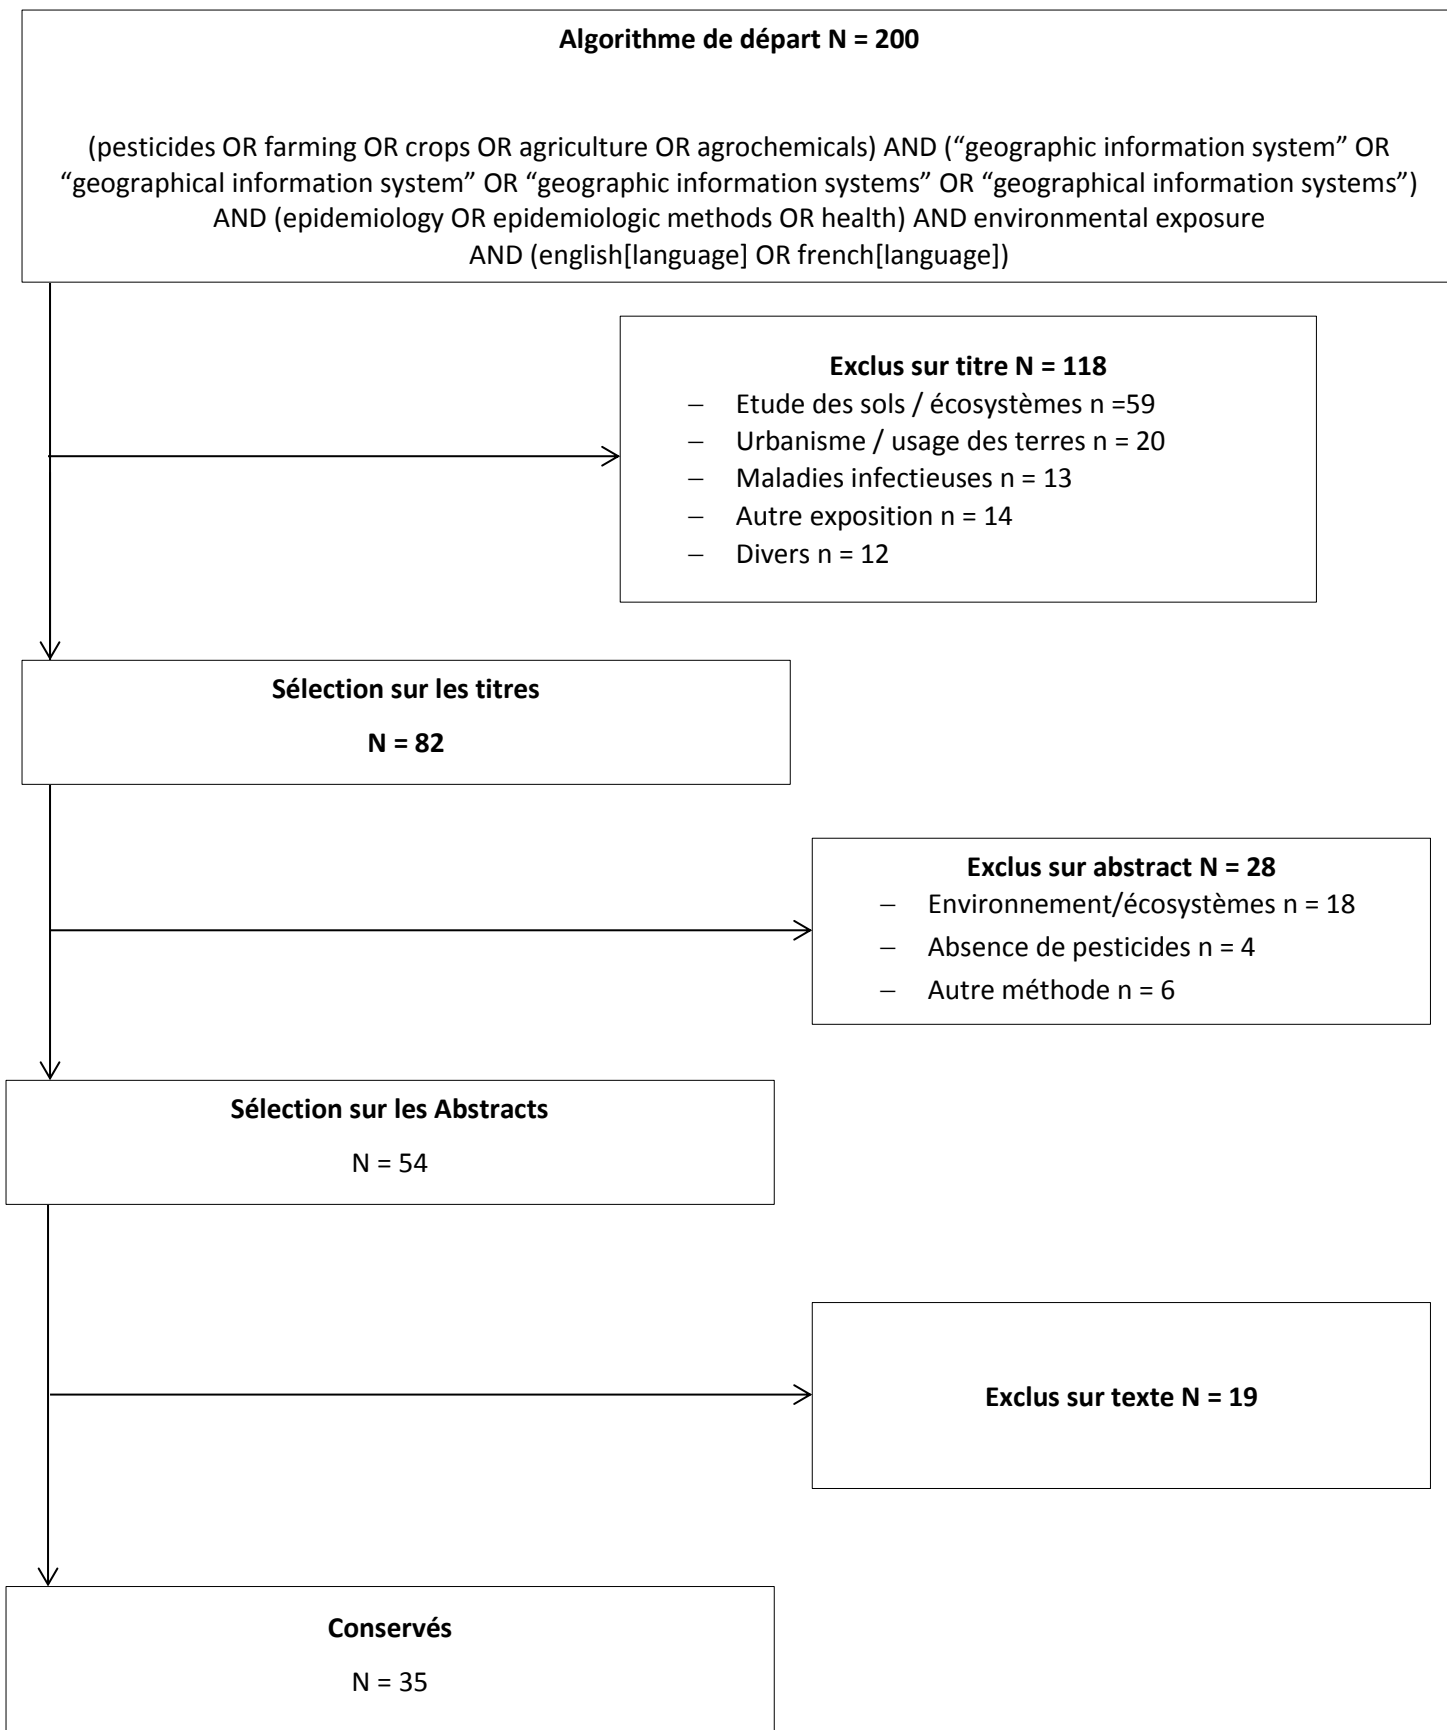 Algorithme de départ N = 200
(pesticides OR farming OR crops OR agriculture OR agrochemicals) AND (“geographic information system” OR
“geographical information system” OR “geographic information systems” OR “geographical information systems”)
AND (epidemiology OR epidemiologic methods OR health) AND environmental exposure
AND (english[language] OR french[language])
Exclus sur titre N = 118
– Etude des sols / écosystèmes n =59
– Urbanisme / usage des terres n = 20
– Maladies infectieuses n = 13
– Autre exposition n = 14
– Divers n = 12
Sélection sur les titres
N = 82
Exclus sur abstract N = 28
– Environnement/écosystèmes n = 18
– Absence de pesticides n = 4
– Autre méthode n = 6
Sélection sur les Abstracts
N = 54
Exclus sur texte N = 19
Conservés
N = 35